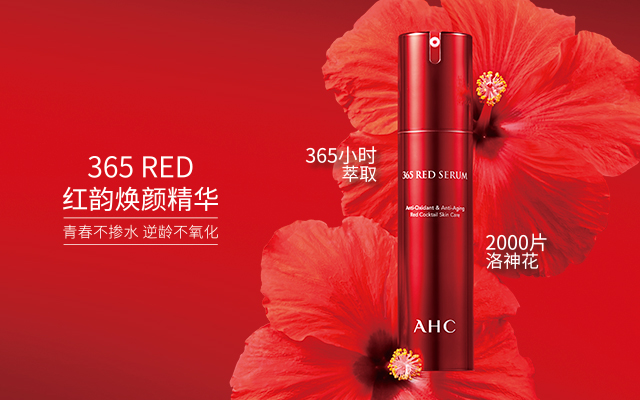 365 RED
红韵焕颜精华
青春不掺水 逆龄不氧化
365小时
萃取
365 RED SERUM
Anti-Oxidant & Anti-Aging
Red Cocktail Skin Care
2000片
洛神花
AHC